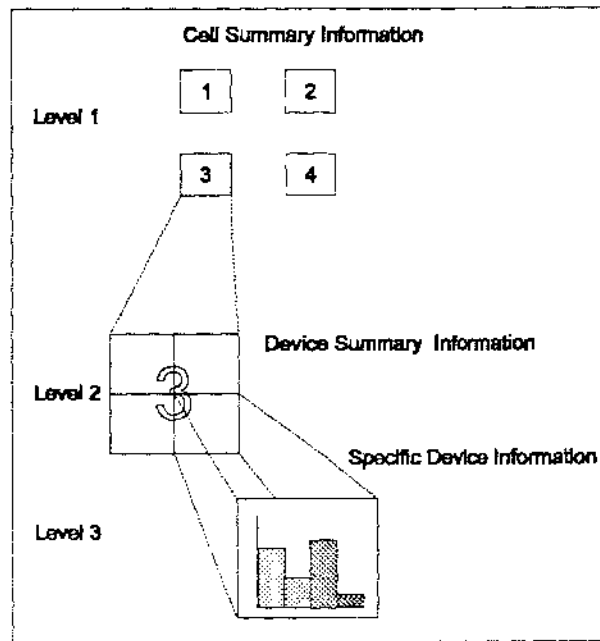 Cell Summary Information
1 2
Level 1
3 4
Device Summary Information
3
Level 2
Specific Device Information
Level 3